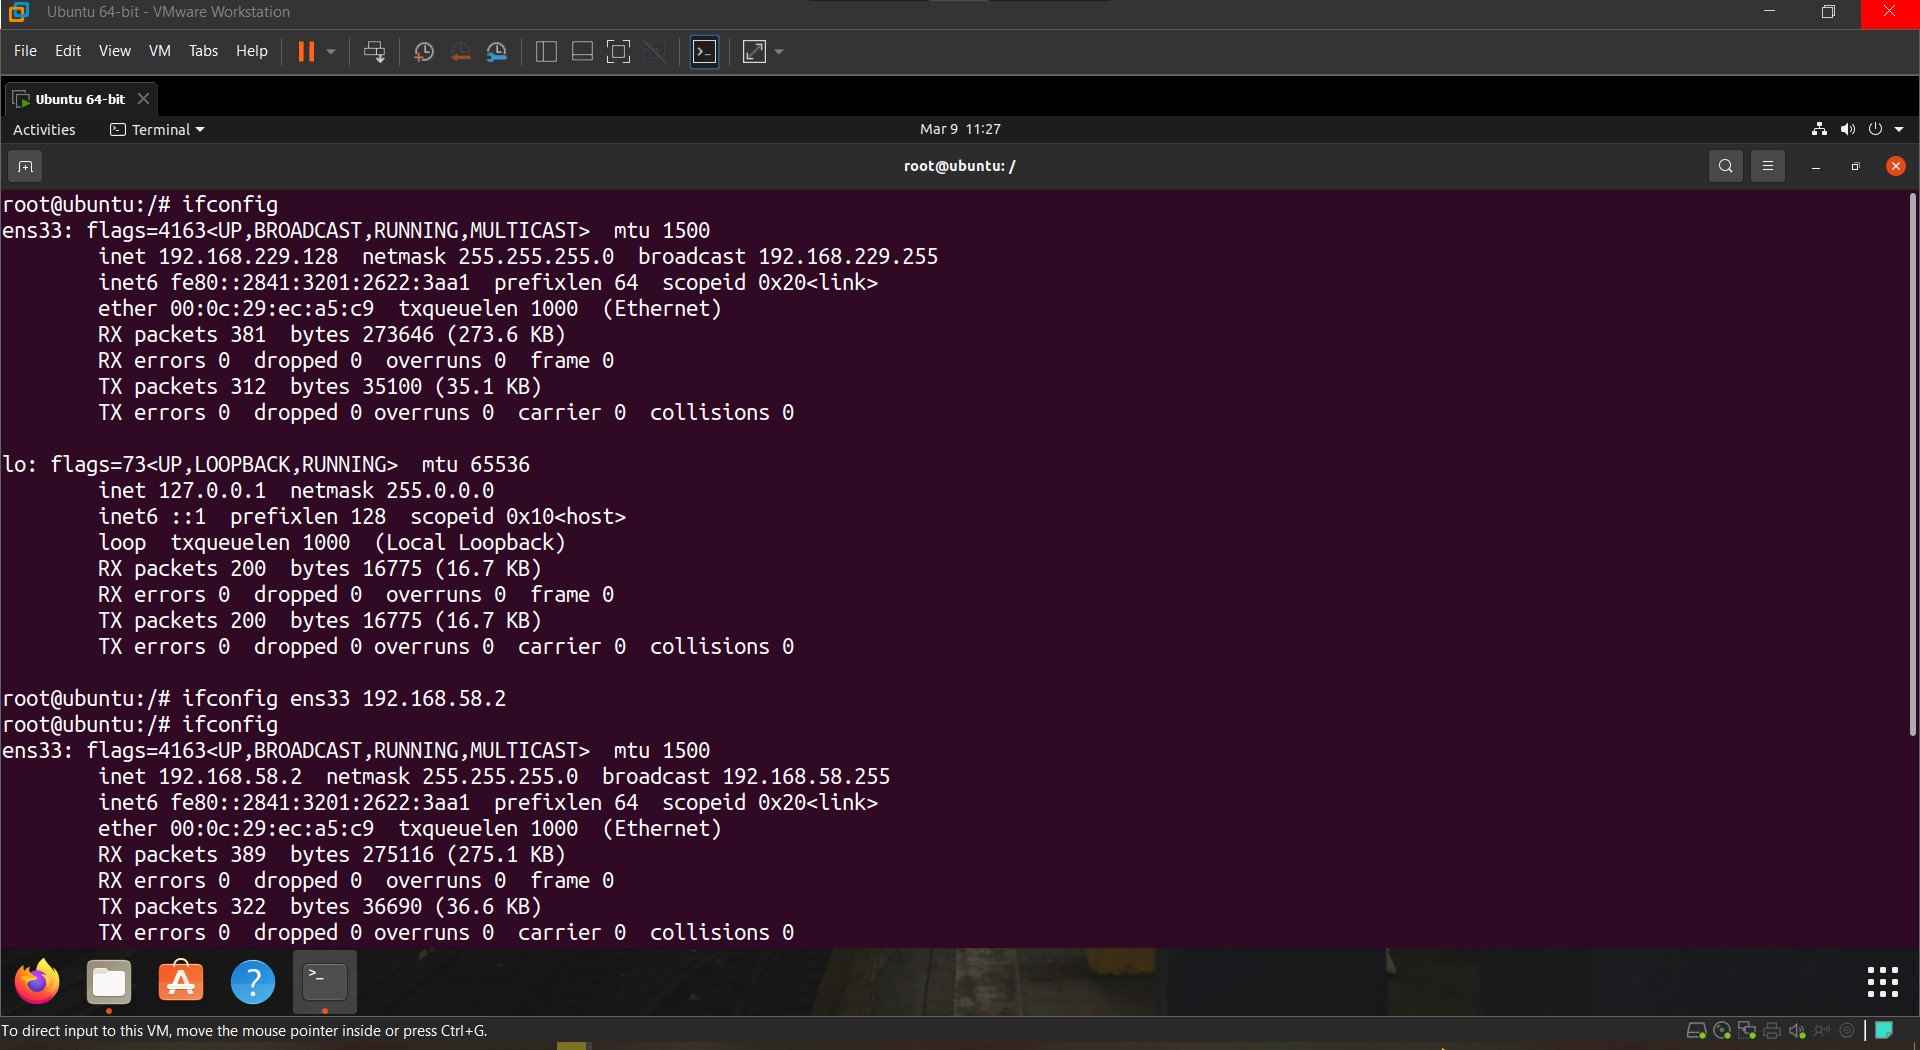 Ubuntu 64-bit - VMware Workstation
File Edit View VM Tabs Help
Ubuntu 64-bit
Activities Terminal Mar 9 11:27
root@ubuntu: /
root@ubuntu:/# ifconfig
ens33: flags=4163<UP,BROADCAST,RUNNING,MULTICAST>  mtu 1500
        inet 192.168.229.128  netmask 255.255.255.0  broadcast 192.168.229.255
        inet6 fe80::2841:3201:2622:3aa1  prefixlen 64  scopeid 0x20<link>
        ether 00:0c:29:ec:a5:c9  txqueuelen 1000  (Ethernet)
        RX packets 381  bytes 273646 (273.6 KB)
        RX errors 0  dropped 0  overruns 0  frame 0
        TX packets 312  bytes 35100 (35.1 KB)
        TX errors 0  dropped 0 overruns 0  carrier 0  collisions 0
lo: flags=73<UP,LOOPBACK,RUNNING>  mtu 65536
        inet 127.0.0.1  netmask 255.0.0.0
        inet6 ::1  prefixlen 128  scopeid 0x10<host>
        loop  txqueuelen 1000  (Local Loopback)
        RX packets 200  bytes 16775 (16.7 KB)
        RX errors 0  dropped 0  overruns 0  frame 0
        TX packets 200  bytes 16775 (16.7 KB)
        TX errors 0  dropped 0 overruns 0  carrier 0  collisions 0
root@ubuntu:/# ifconfig ens33 192.168.58.2
root@ubuntu:/# ifconfig
ens33: flags=4163<UP,BROADCAST,RUNNING,MULTICAST>  mtu 1500
        inet 192.168.58.2  netmask 255.255.255.0  broadcast 192.168.58.255
        inet6 fe80::2841:3201:2622:3aa1  prefixlen 64  scopeid 0x20<link>
        ether 00:0c:29:ec:a5:c9  txqueuelen 1000  (Ethernet)
        RX packets 389  bytes 275116 (275.1 KB)
        RX errors 0  dropped 0  overruns 0  frame 0
        TX packets 322  bytes 36690 (36.6 KB)
        TX errors 0  dropped 0 overruns 0  carrier 0  collisions 0
To direct input to this VM, move the mouse pointer inside or press Ctrl+G.